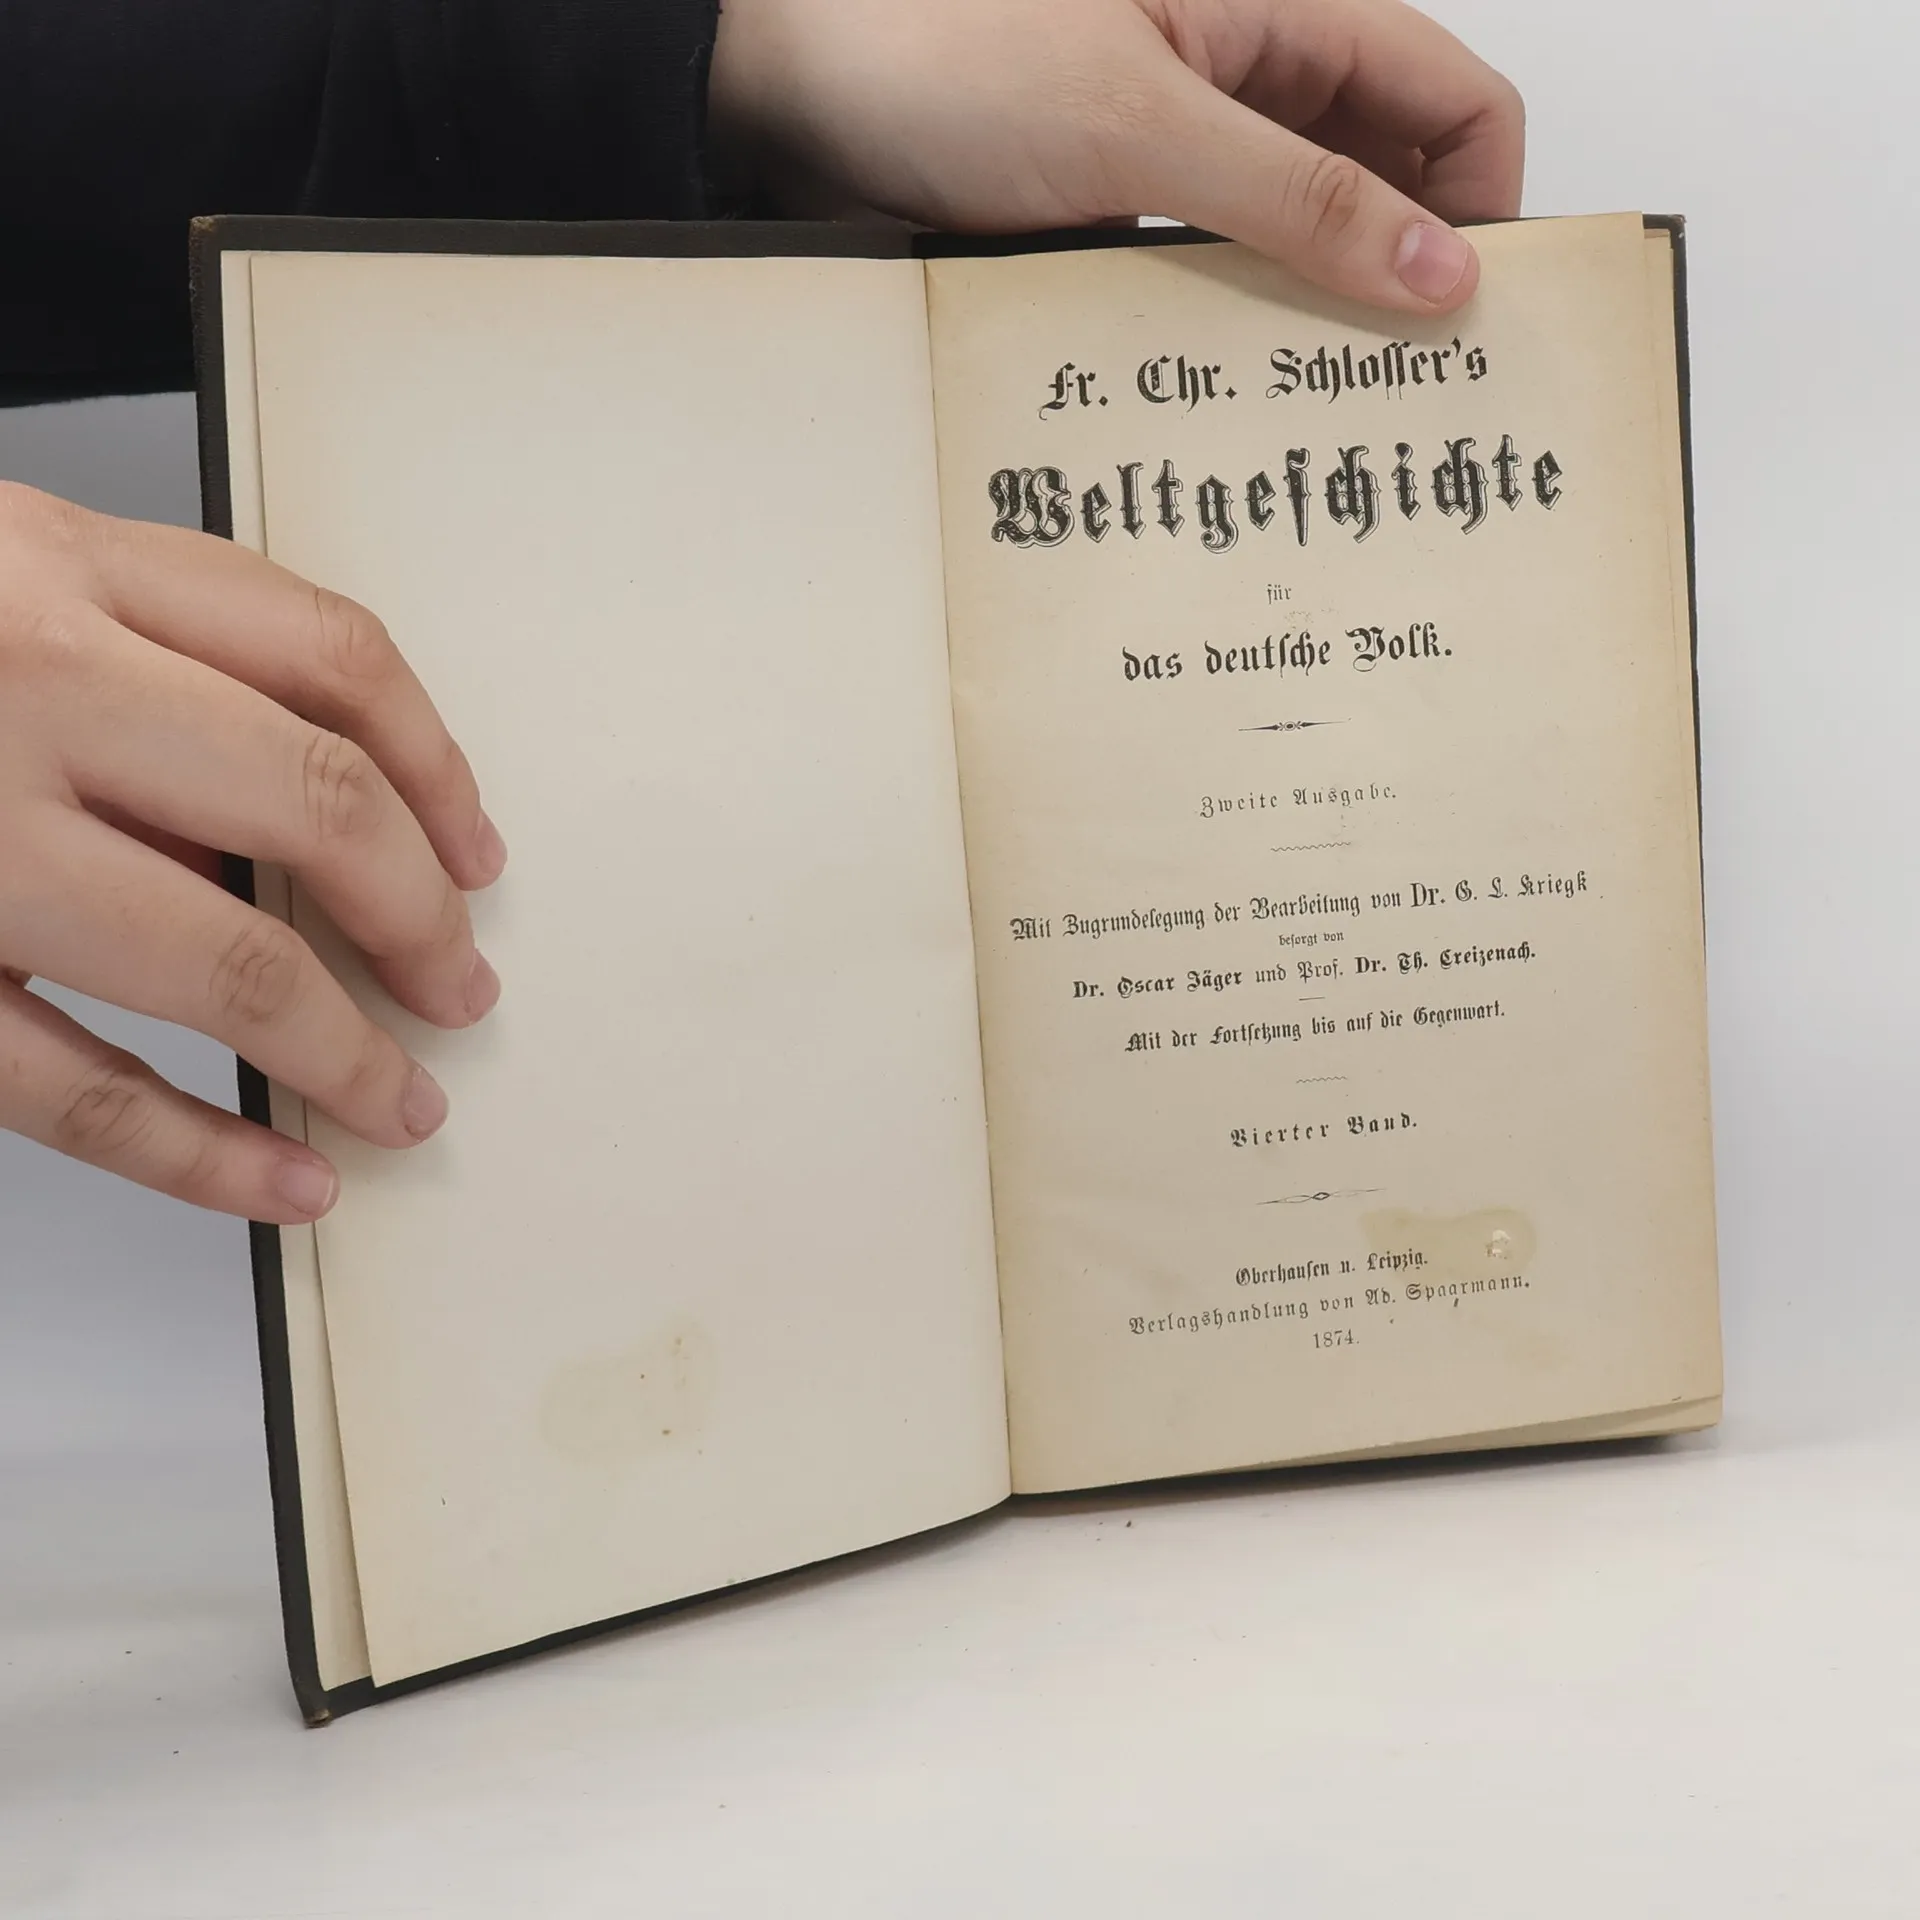 Fr. Chr. Schloſſer's
Weltgeſchichte
für
das deutſche Volk.
Zweite Ausgabe.
Mit Zugrundelegung der Bearbeitung von Dr. G. L. Kriegk
beſorgt von
Dr. Oscar Jäger und Prof. Dr. Th. Creizenach.
Mit der Fortſetzung bis auf die Gegenwart.
Vierter Band.
Oberhauſen u. Leipzig.
Verlagshandlung von Ad. Spaarmann.
1874.